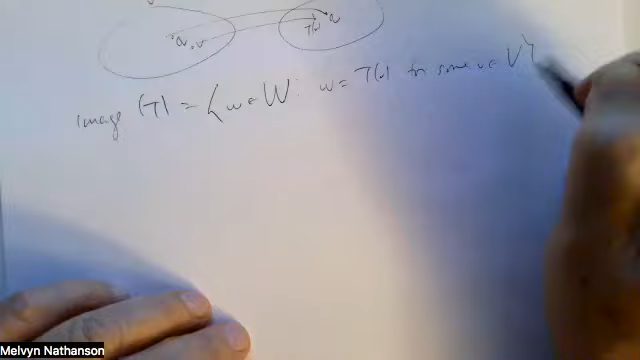 T(v)
image (T) = { w ∈ W : w = T(v) for some v ∈ V }
Melvyn Nathanson